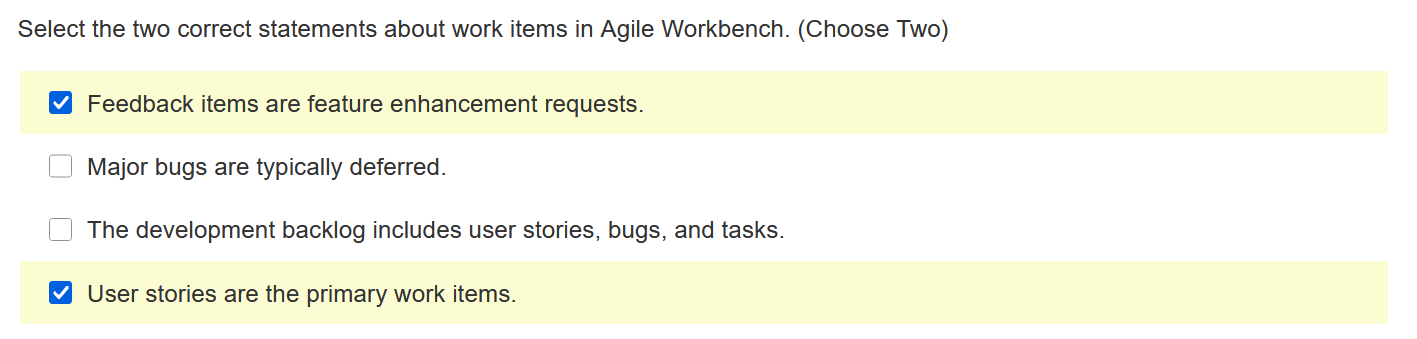 Select the two correct statements about work items in Agile Workbench. (Choose Two)
Feedback items are feature enhancement requests.
Major bugs are typically deferred.
The development backlog includes user stories, bugs, and tasks.
User stories are the primary work items.